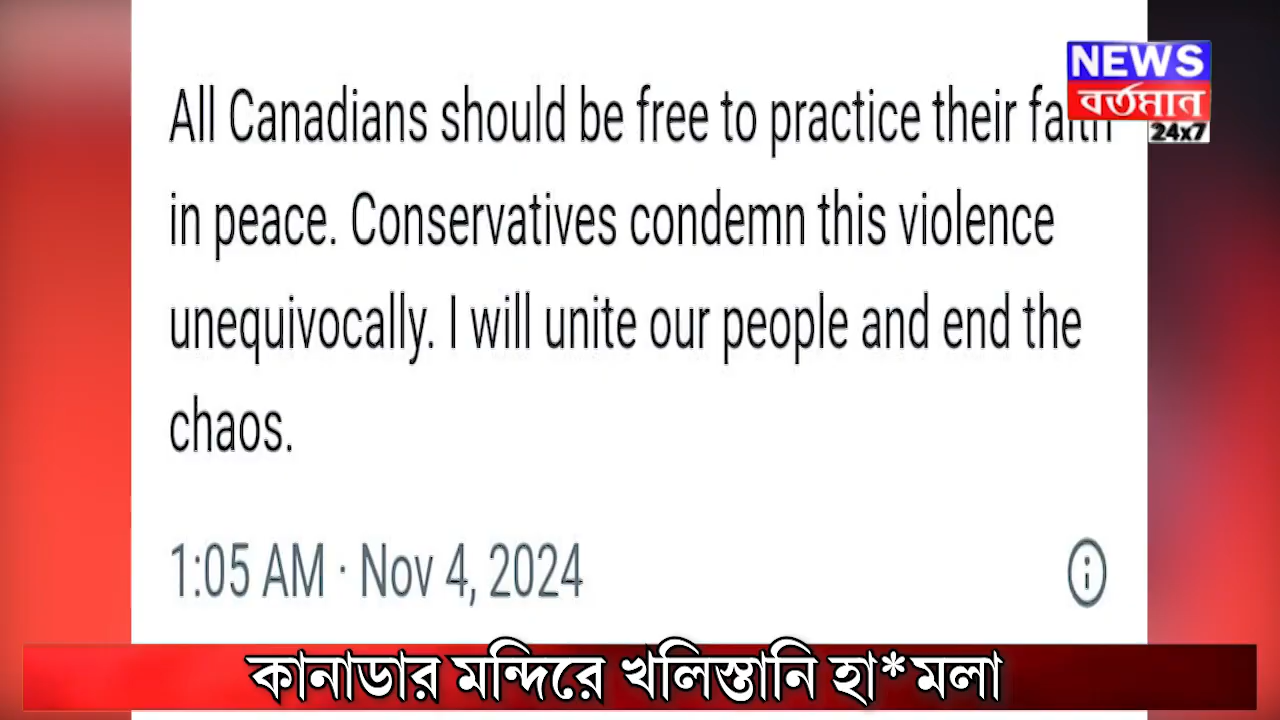 NEWS
বর্তমান
24x7
All Canadians should be free to practice their faith
in peace. Conservatives condemn this violence
unequivocally. I will unite our people and end the
chaos.
1:05 AM · Nov 4, 2024
কানাডার মন্দিরে খলিস্তানি হা*মলা